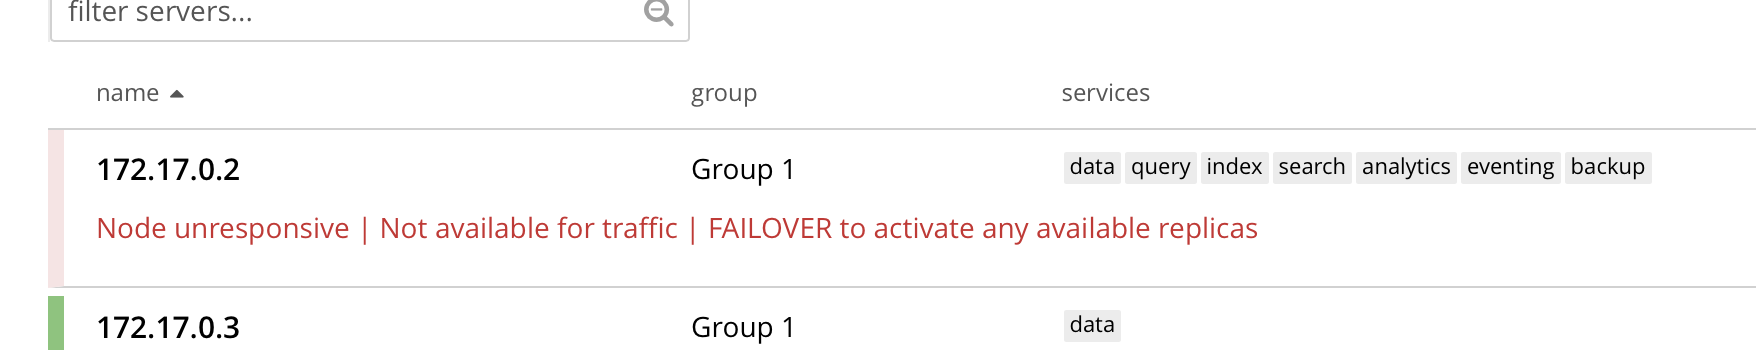 filter servers...
name group services
172.17.0.2 Group 1 data query index search analytics eventing backup
Node unresponsive | Not available for traffic | FAILOVER to activate any available replicas
172.17.0.3 Group 1 data